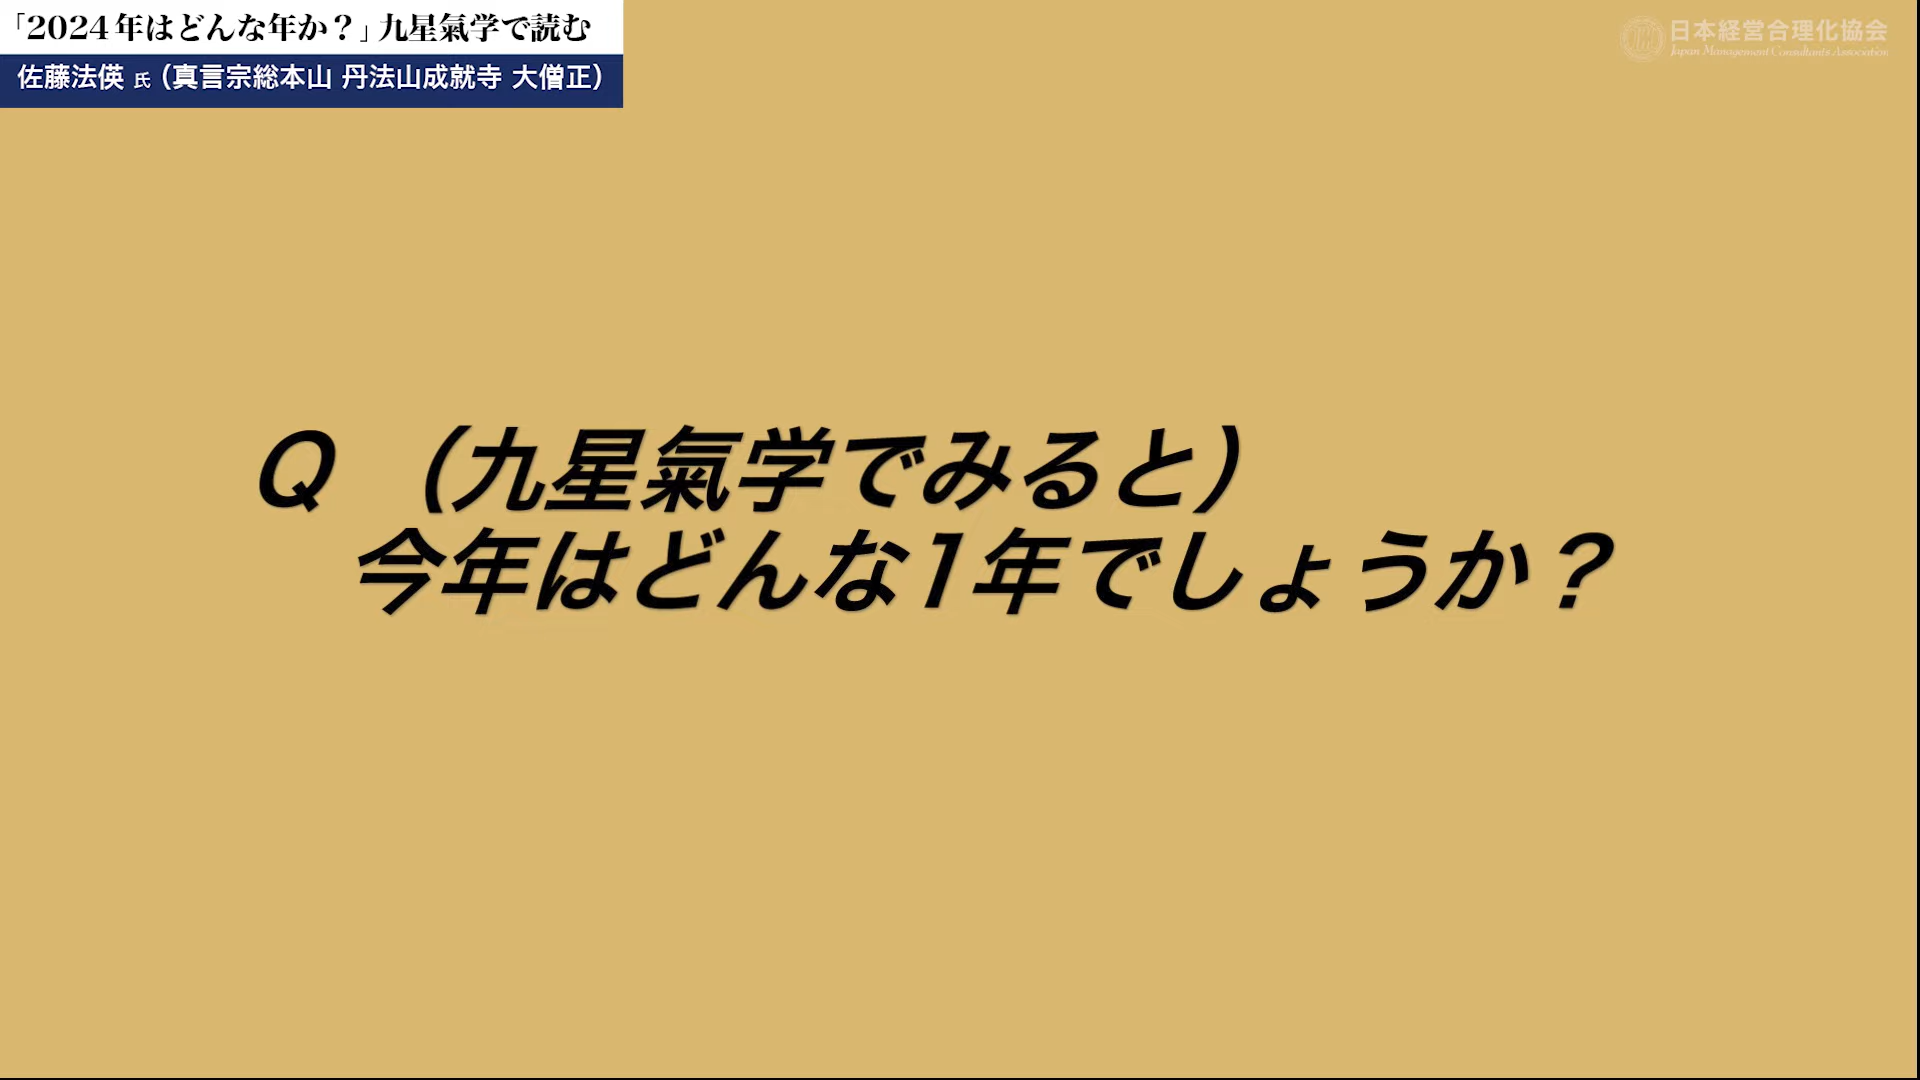 「2024年はどんな年か？」九星氣学で読む
佐藤法偀 氏（真言宗総本山 丹法山成就寺 大僧正）
日本経営合理化協会
Japan Management Consultants Association
Q （九星氣学でみると）
今年はどんな1年でしょうか？